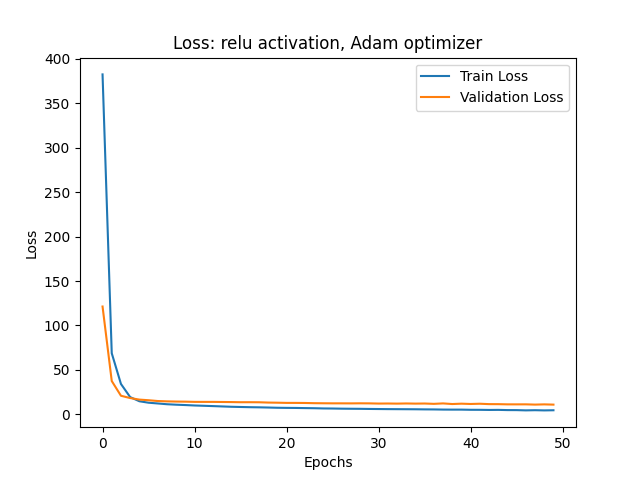 Loss: relu activation, Adam optimizer
Train Loss
Validation Loss
400
350
300
250
200
150
100
50
0
Loss
0 10 20 30 40 50
Epochs